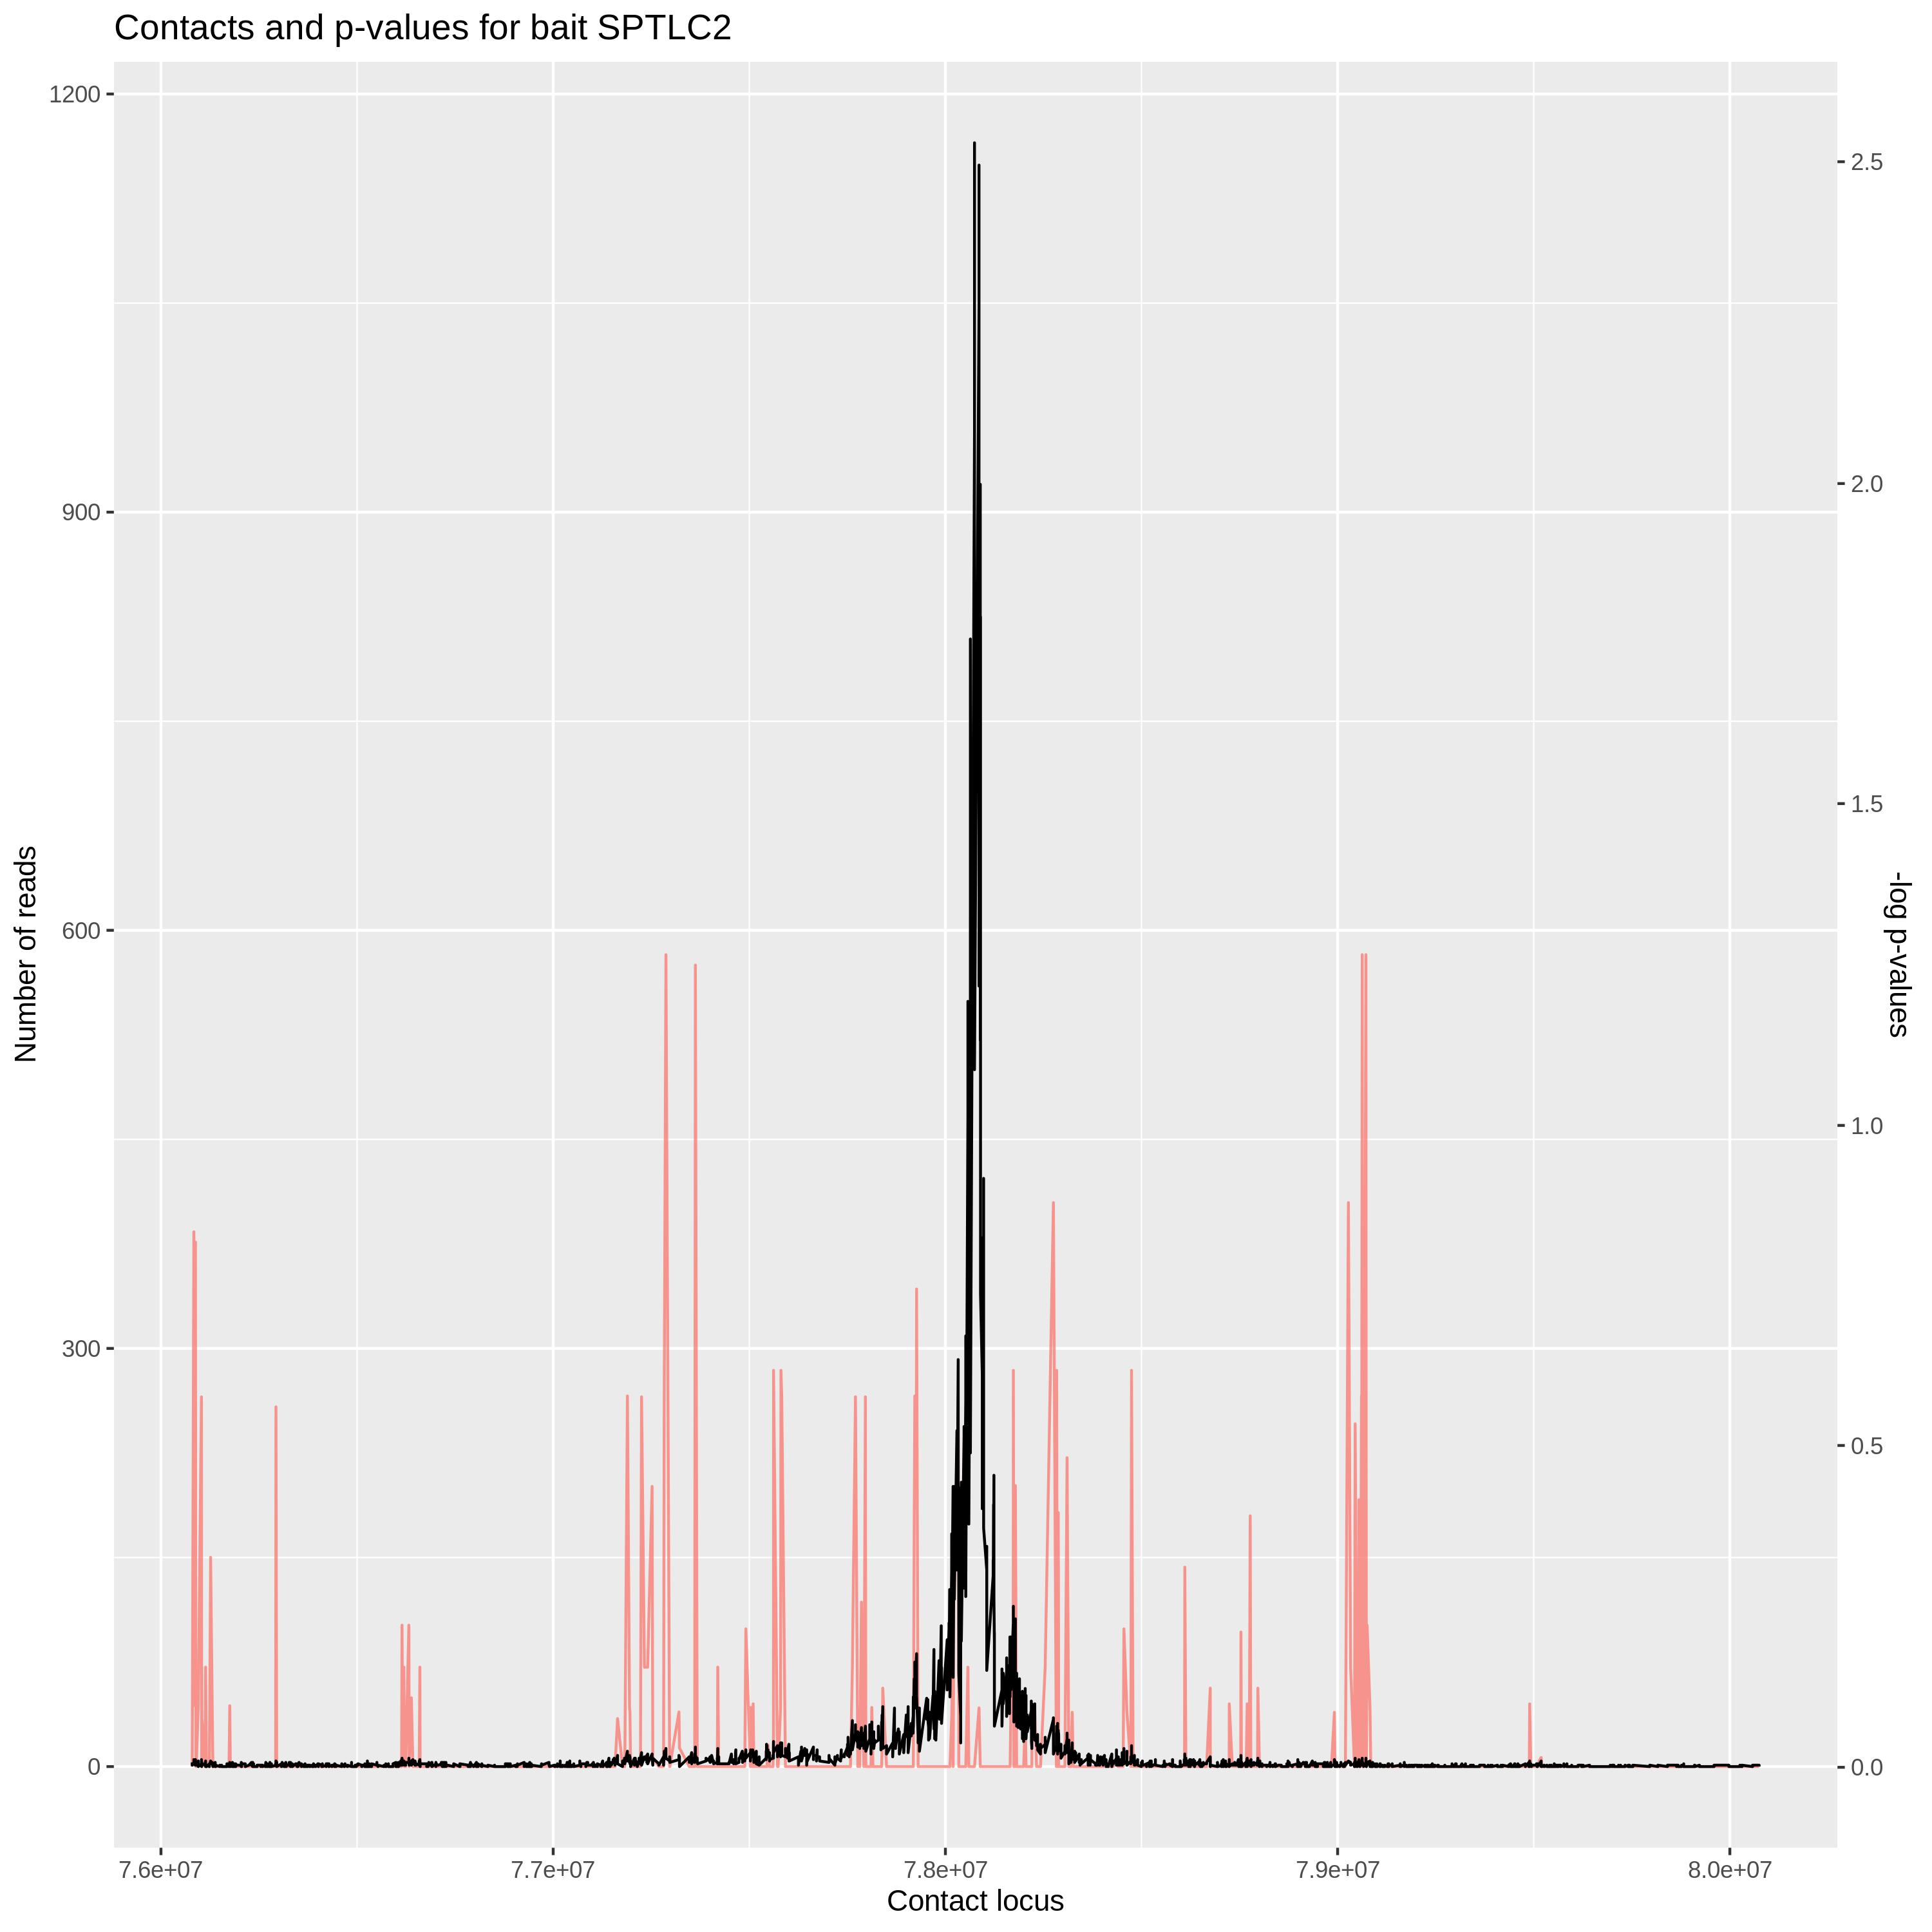 Contacts and p-values for bait SPTLC2
1200
900
600
300
0
Number of reads
2.5
2.0
1.5
1.0
0.5
0.0
-log p-values
7.6e+07 7.7e+07 7.8e+07 7.9e+07 8.0e+07
Contact locus